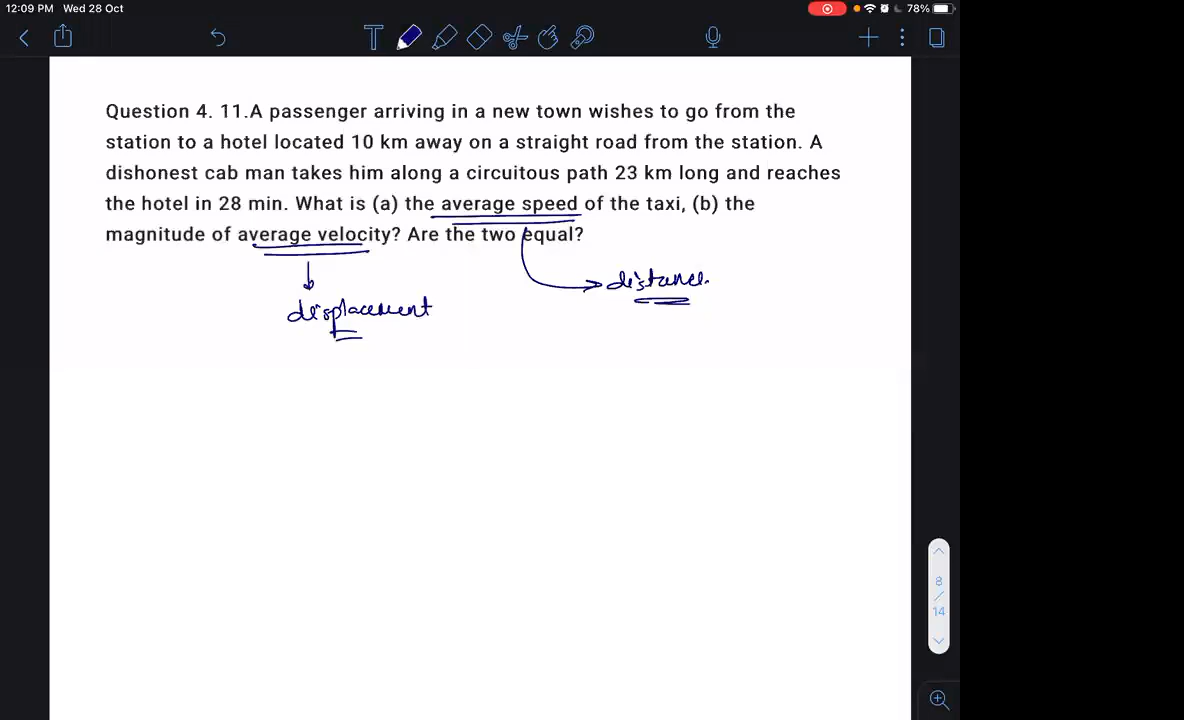 12:09 PM Wed 28 Oct
78%
T
Question 4. 11.A passenger arriving in a new town wishes to go from the
station to a hotel located 10 km away on a straight road from the station. A
dishonest cab man takes him along a circuitous path 23 km long and reaches
the hotel in 28 min. What is (a) the average speed of the taxi, (b) the
magnitude of average velocity? Are the two equal?
distance.
displacement
8
/
14